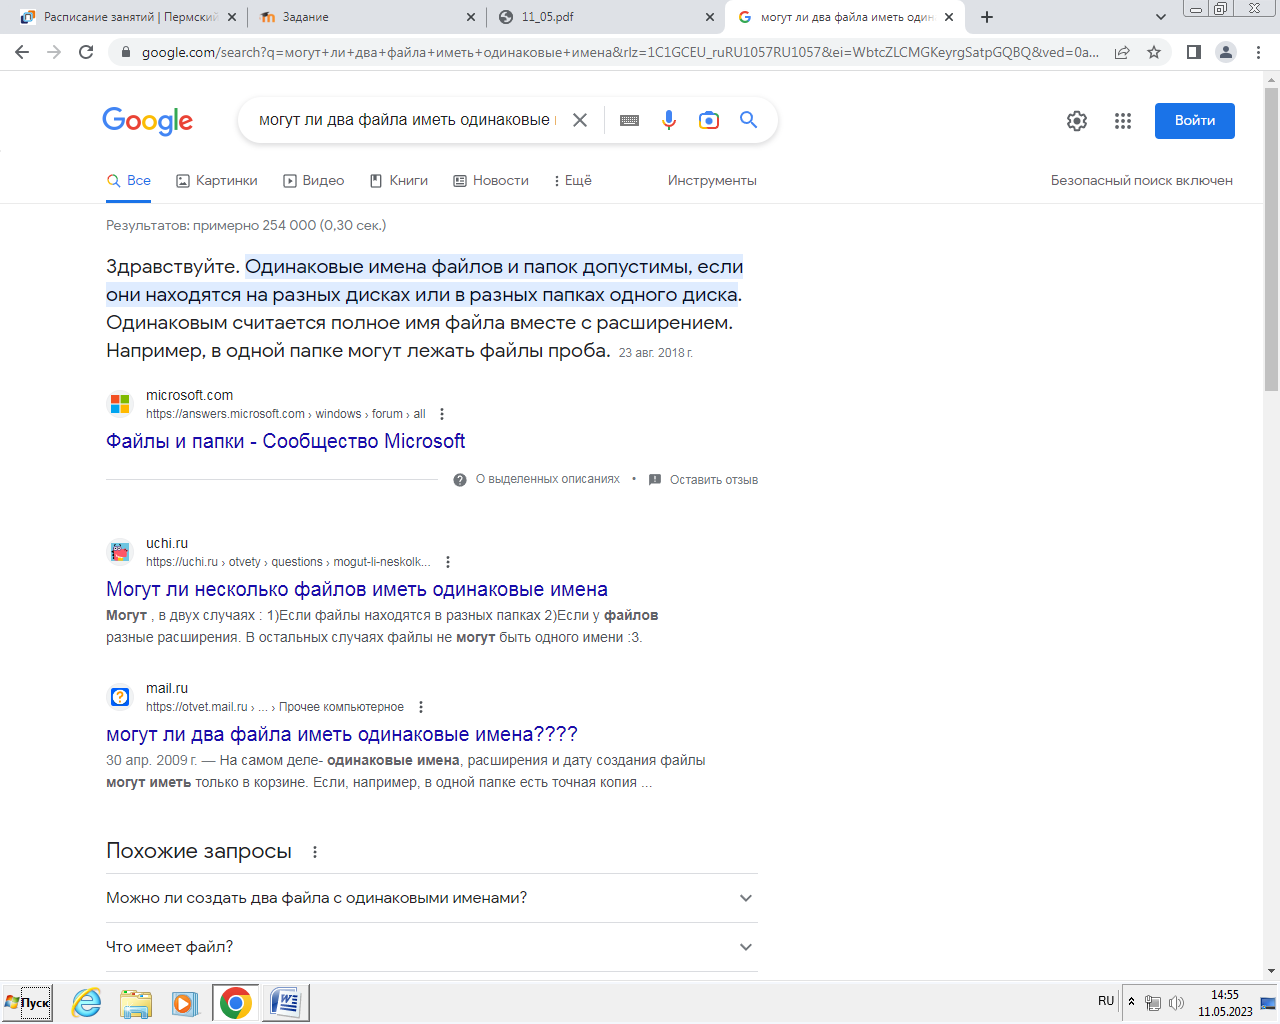 Расписание занятий | Пермский
Задание
11_05.pdf
могут ли два файла иметь один
google.com/search?q=могут+ли+два+файла+иметь+одинаковые+имена&rlz=1C1GCEU_ruRU1057RU1057&ei=WbtcZLCMGKeyrgSatpGQBQ&ved=0a...
Google
могут ли два файла иметь одинаковые
Войти
Все
Картинки
Видео
Книги
Новости
Ещё
Инструменты
Безопасный поиск включен
Результатов: примерно 254 000 (0,30 сек.)
Здравствуйте. Одинаковые имена файлов и папок допустимы, если
они находятся на разных дисках или в разных папках одного диска.
Одинаковым считается полное имя файла вместе с расширением.
Например, в одной папке могут лежать файлы проба. 23 авг. 2018 г.
microsoft.com
https://answers.microsoft.com › windows › forum › all
Файлы и папки - Сообщество Microsoft
О выделенных описаниях • Оставить отзыв
uchi.ru
https://uchi.ru › otvety › questions › mogut-li-neskolk...
Могут ли несколько файлов иметь одинаковые имена
Могут , в двух случаях : 1)Если файлы находятся в разных папках 2)Если у файлов
разные расширения. В остальных случаях файлы не могут быть одного имени :3.
mail.ru
https://otvet.mail.ru › ... › Прочее компьютерное
могут ли два файла иметь одинаковые имена????
30 апр. 2009 г. — На самом деле- одинаковые имена, расширения и дату создания файлы
могут иметь только в корзине. Если, например, в одной папке есть точная копия ...
Похожие запросы
Можно ли создать два файла с одинаковыми именами?
Что имеет файл?
Пуск
RU
14:55
11.05.2023